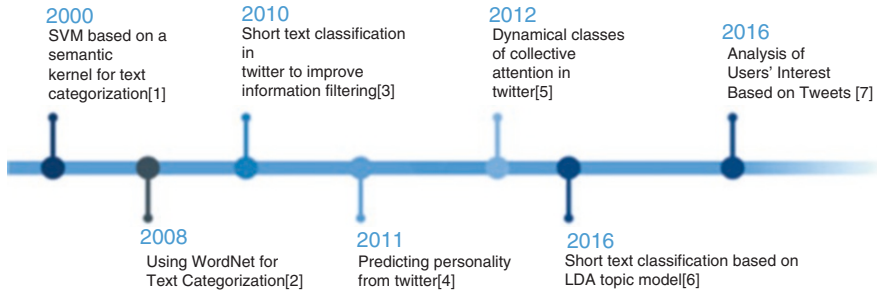 2000
SVM based on a
semantic
kernel for text
categorization[1]
2008
Using WordNet for
Text Categorization[2]
2010
Short text classification
in
twitter to improve
information filtering[3]
2011
Predicting personality
from twitter[4]
2012
Dynamical classes
of collective
attention in
twitter[5]
2016
Short text classification based on
LDA topic model[6]
2016
Analysis of
Users' Interest
Based on Tweets [7]